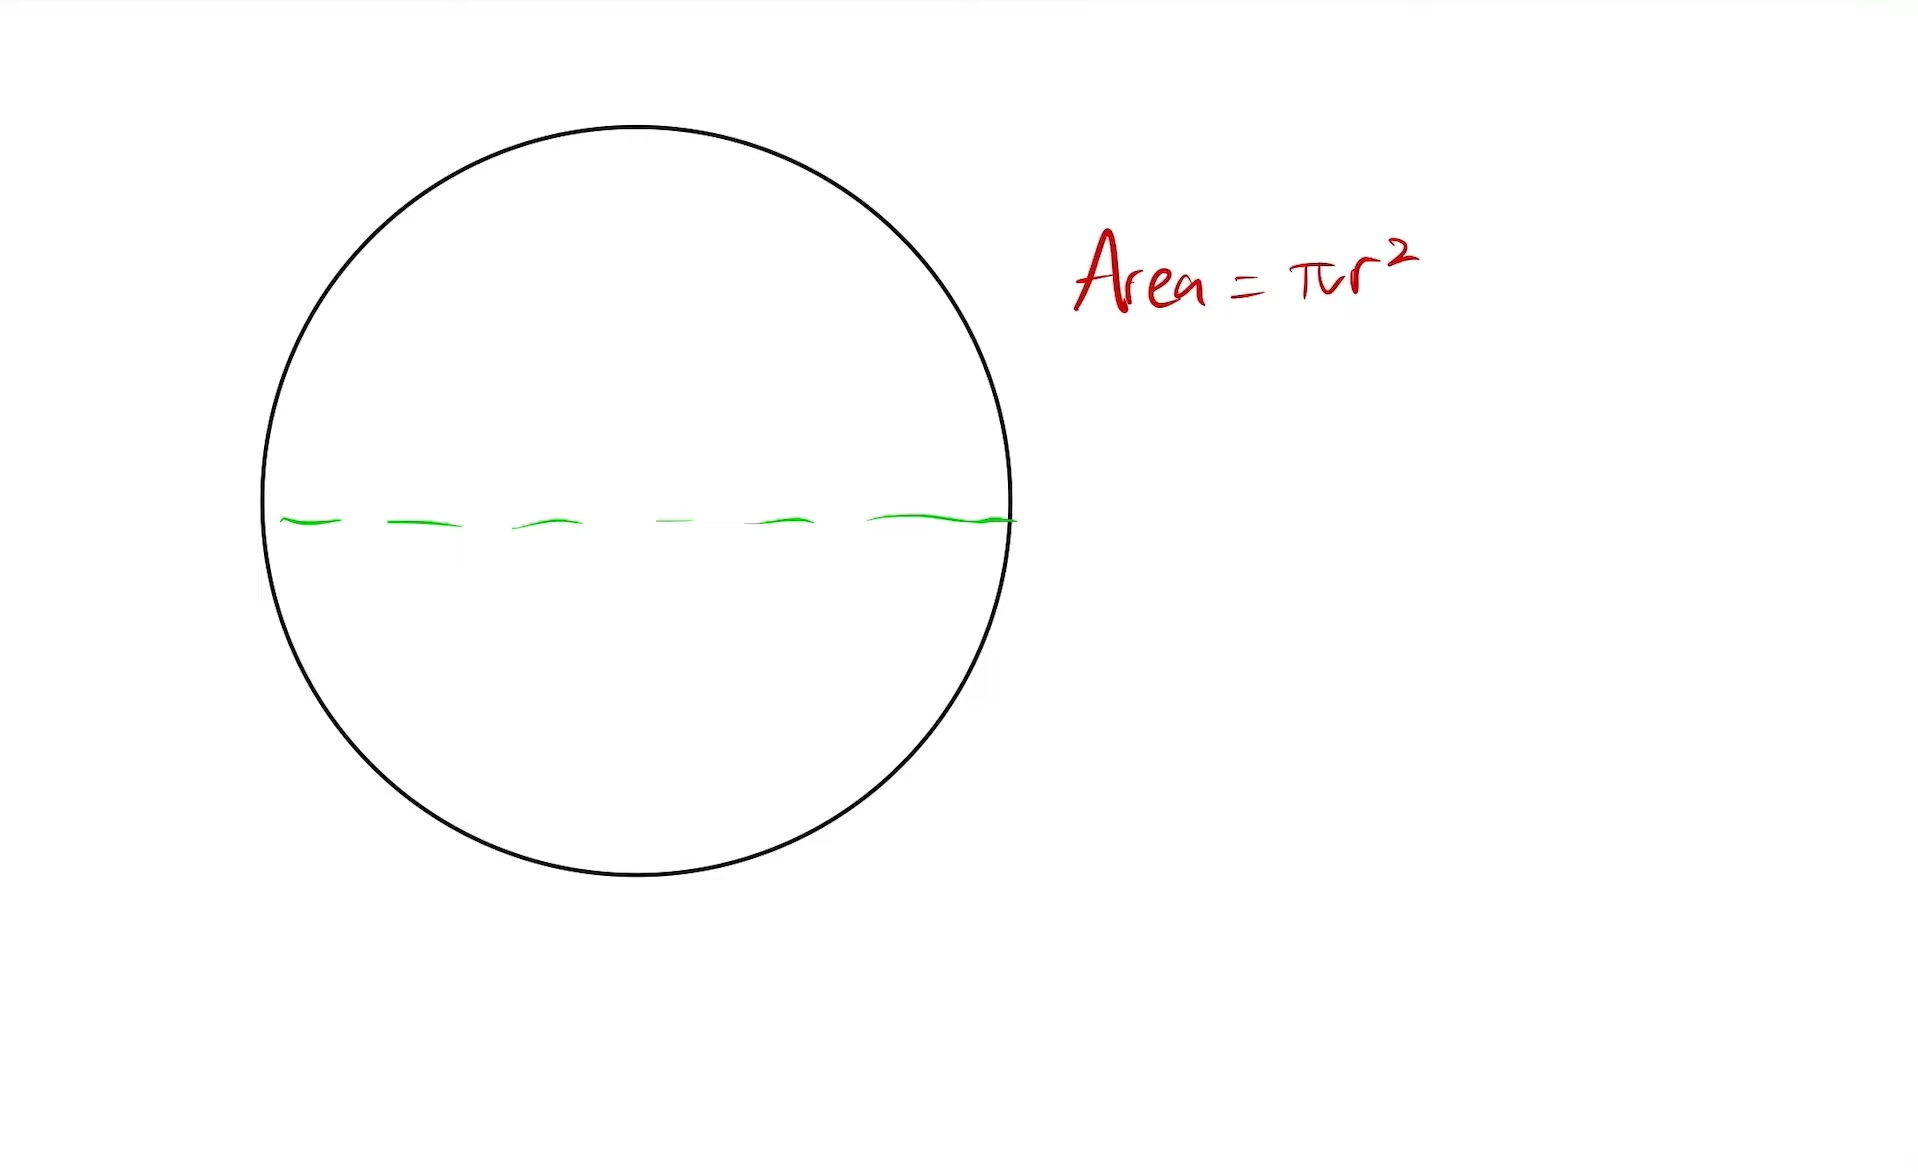 Area = πr²